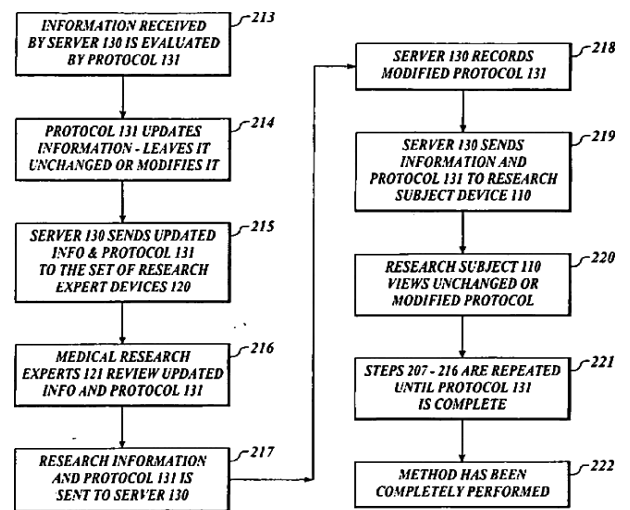 213
INFORMATION RECEIVED
BY SERVER 130 IS EVALUATED
BY PROTOCOL 131
214
PROTOCOL 131 UPDATES
INFORMATION - LEAVES IT
UNCHANGED OR MODIFIES IT
215
SERVER 130 SENDS UPDATED
INFO & PROTOCOL 131
TO THE SET OF RESEARCH
EXPERT DEVICES 120
216
MEDICAL RESEARCH
EXPERTS 121 REVIEW UPDATED
INFO AND PROTOCOL 131
217
RESEARCH INFORMATION
AND PROTOCOL 131 IS
SENT TO SERVER 130
218
SERVER 130 RECORDS
MODIFIED PROTOCOL 131
219
SERVER 130 SENDS
INFORMATION AND
PROTOCOL 131 TO RESEARCH
SUBJECT DEVICE 110
220
RESEARCH SUBJECT 110
VIEWS UNCHANGED OR
MODIFIED PROTOCOL
221
STEPS 207 - 216 ARE REPEATED
UNTIL PROTOCOL 131
IS COMPLETE
222
METHOD HAS BEEN
COMPLETELY PERFORMED